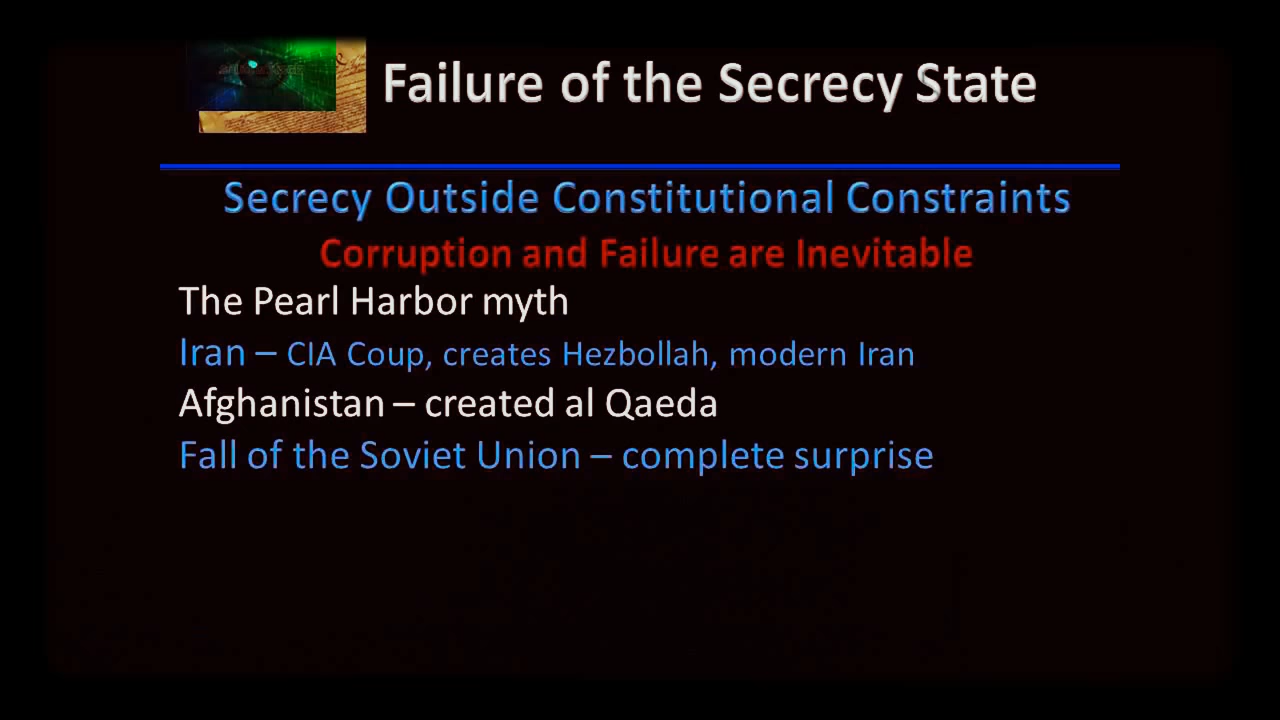 Failure of the Secrecy State
Secrecy Outside Constitutional Constraints
Corruption and Failure are Inevitable
The Pearl Harbor myth
Iran – CIA Coup, creates Hezbollah, modern Iran
Afghanistan – created al Qaeda
Fall of the Soviet Union – complete surprise